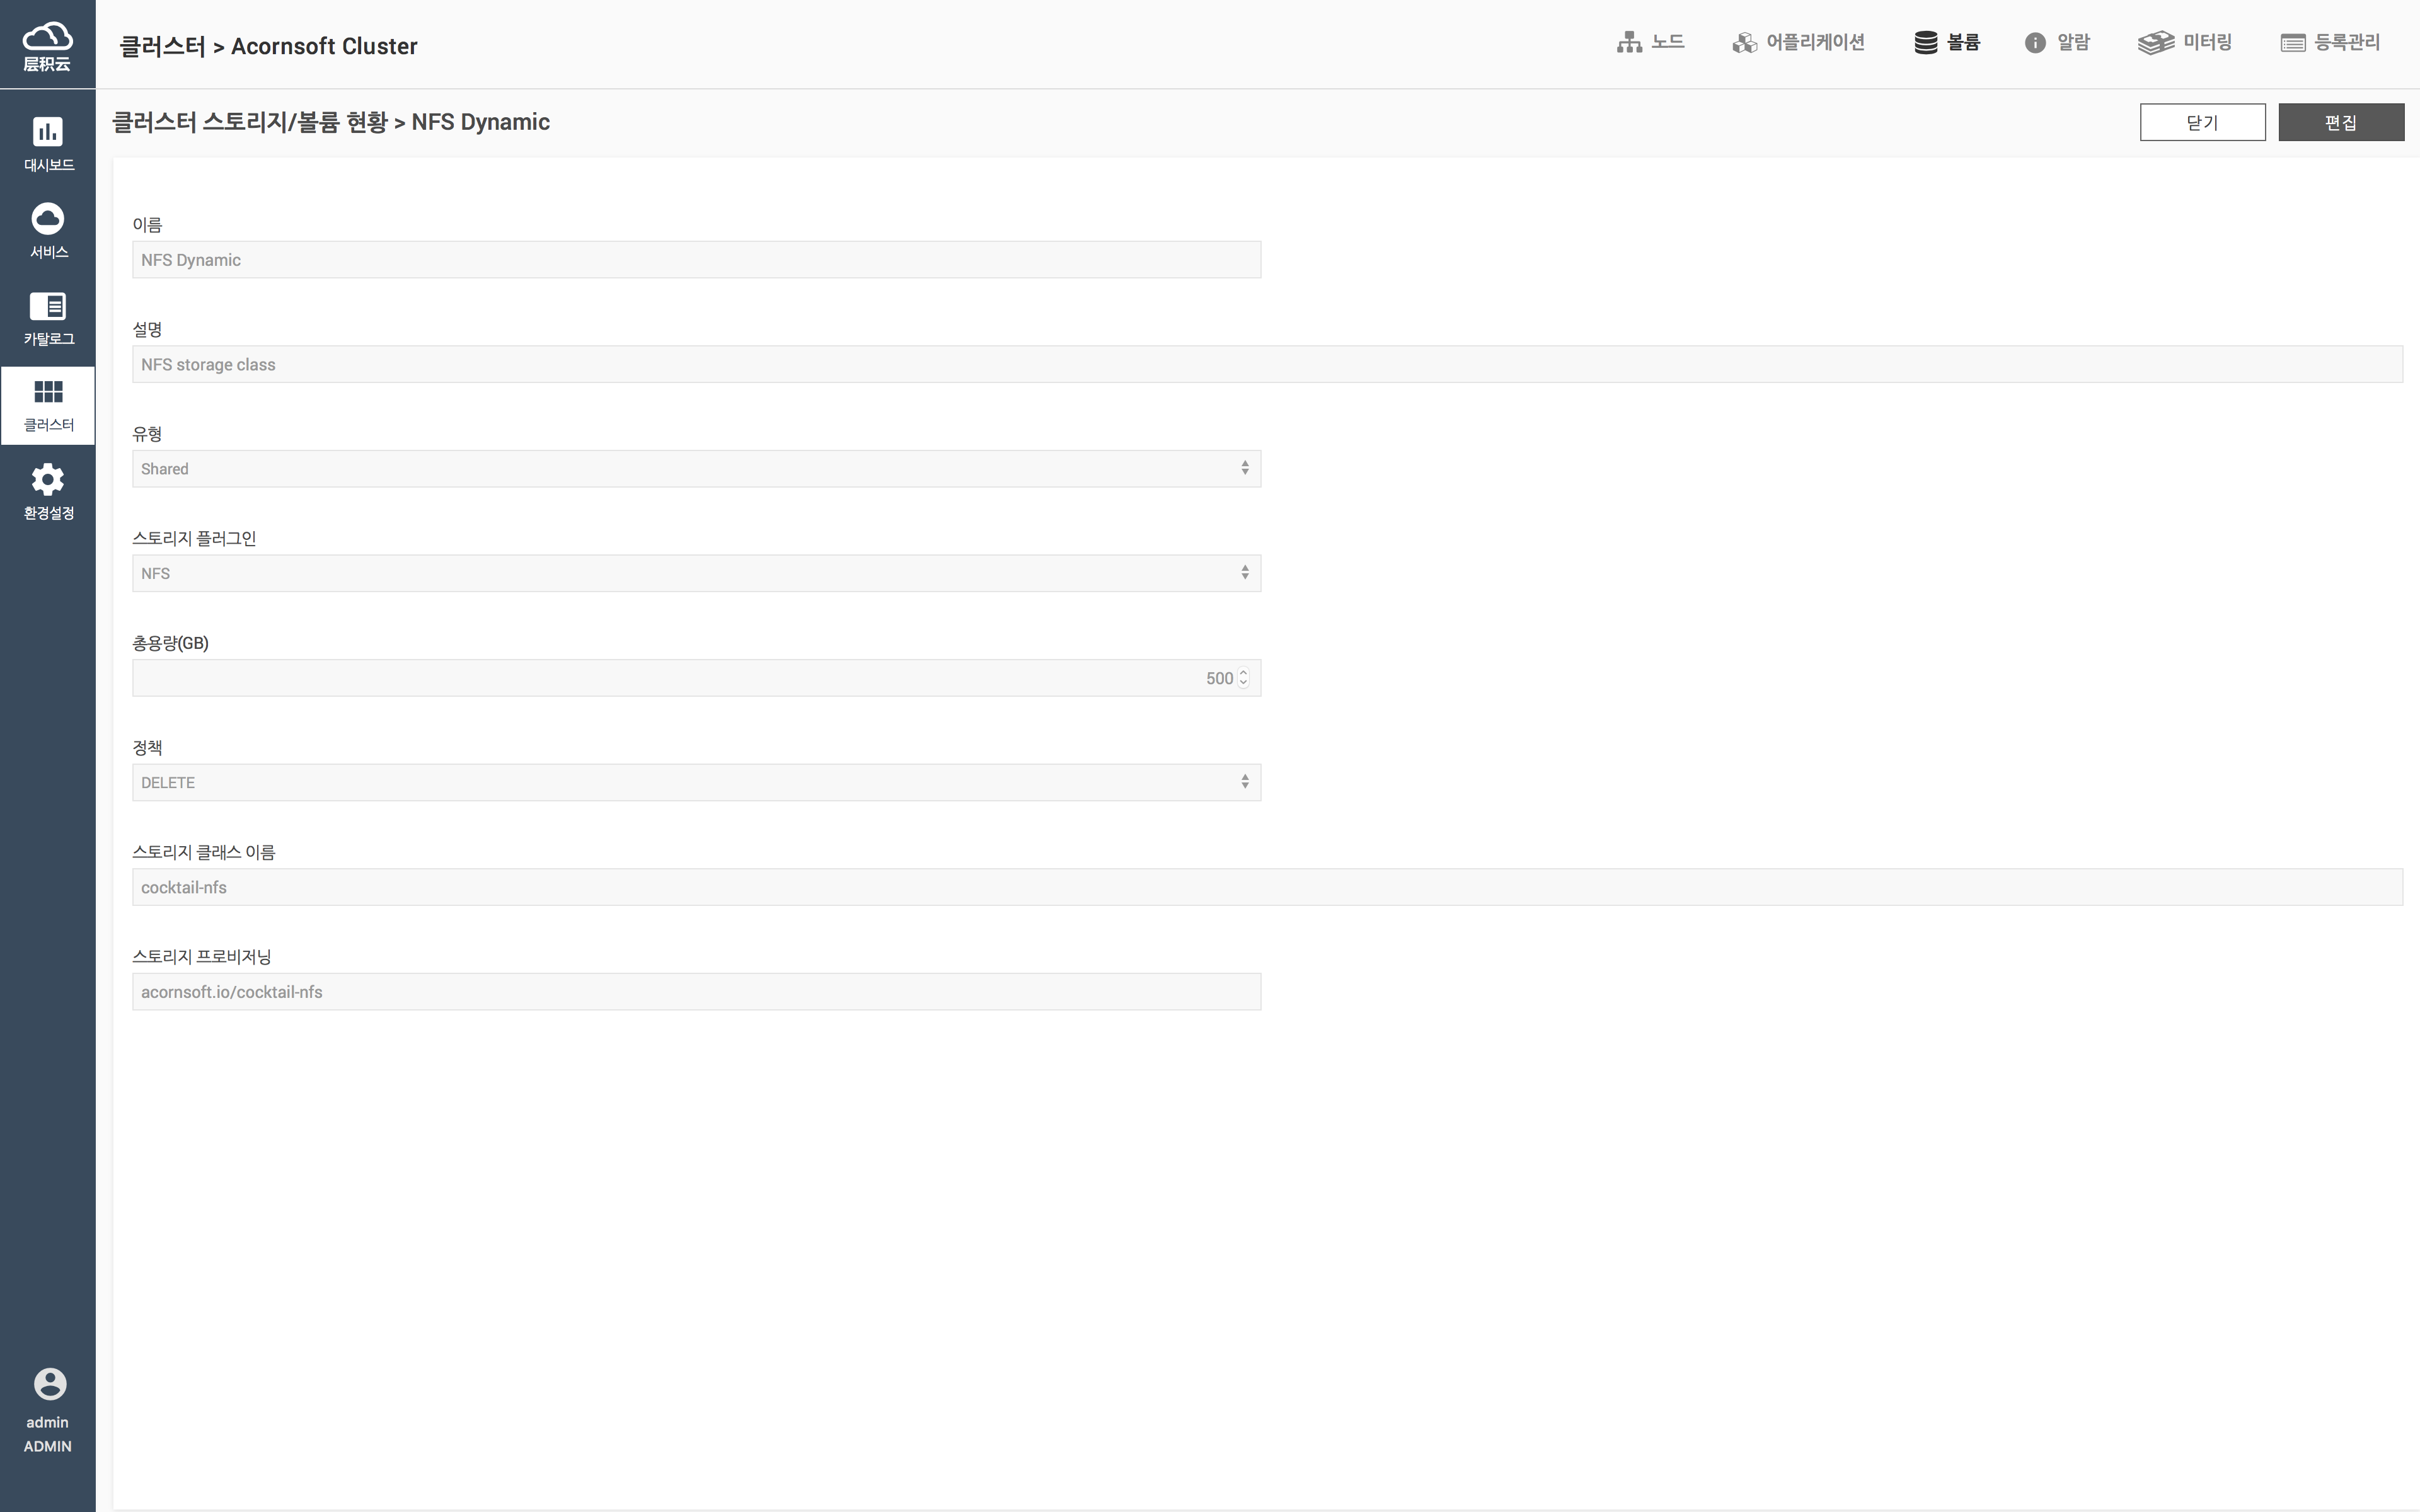 层积云
클러스터 > Acornsoft Cluster
노드
어플리케이션
볼륨
알람
미터링
등록관리
대시보드
서비스
카탈로그
클러스터
환경설정
admin
ADMIN
클러스터 스토리지/볼륨 현황 > NFS Dynamic
닫기
편집
이름
NFS Dynamic
설명
NFS storage class
유형
Shared
스토리지 플러그인
NFS
총용량(GB)
500
정책
DELETE
스토리지 클래스 이름
cocktail-nfs
스토리지 프로비저닝
acornsoft.io/cocktail-nfs